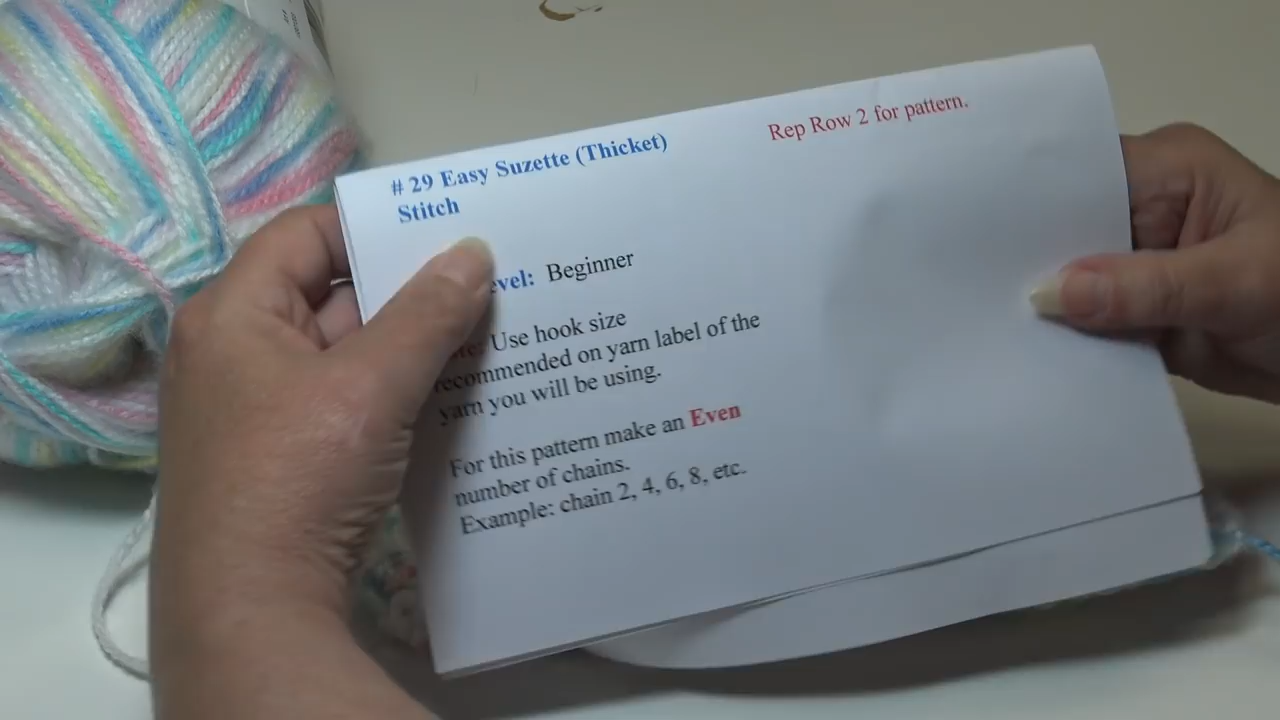 # 29 Easy Suzette (Thicket)
Stitch
evel: Beginner
Use hook size
recommended on yarn label of the
yarn you will be using.
For this pattern make an Even
number of chains.
Example: chain 2, 4, 6, 8, etc.
Rep Row 2 for pattern.